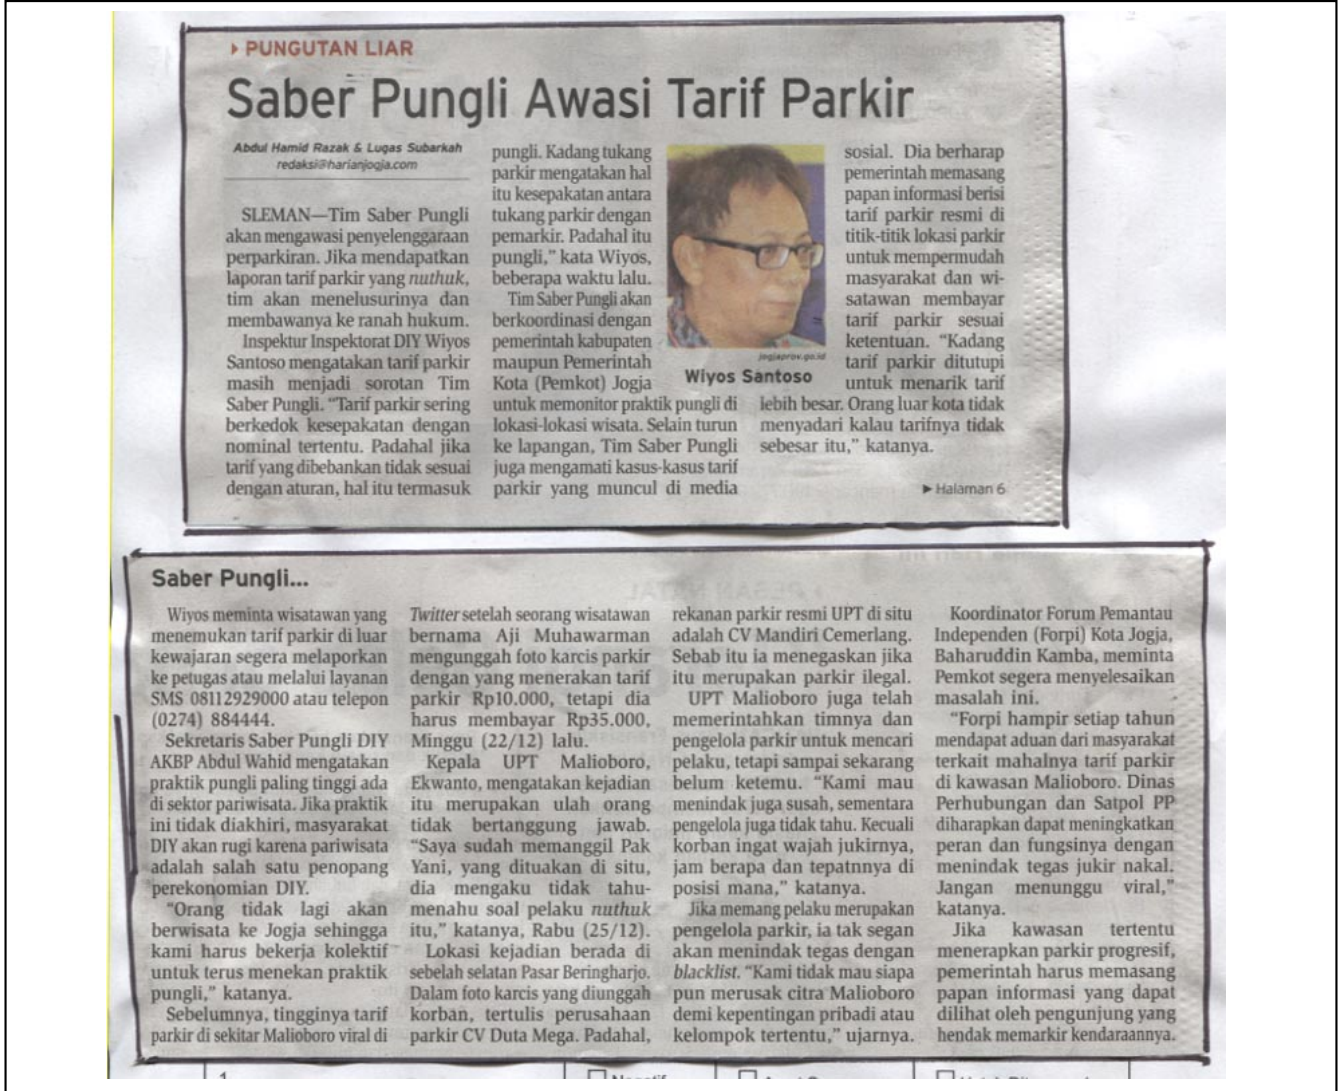 PUNGUTAN LIAR
Saber Pungli Awasi Tarif Parkir
Abdul Hamid Razak & Lugas Subarkah
redaksi@harianjogja.com
SLEMAN—Tim Saber Pungli
akan mengawasi penyelenggaraan
perparkiran. Jika mendapatkan
laporan tarif parkir yang nuthuk,
tim akan menelusurinya dan
membawanya ke ranah hukum.
Inspektur Inspektorat DIY Wiyos
Santoso mengatakan tarif parkir
masih menjadi sorotan Tim
Saber Pungli. “Tarif parkir sering
berkedok kesepakatan dengan
nominal tertentu. Padahal jika
tarif yang dibebankan tidak sesuai
dengan aturan, hal itu termasuk
pungli. Kadang tukang
parkir mengatakan hal
itu kesepakatan antara
tukang parkir dengan
pemarkir. Padahal itu
pungli,” kata Wiyos,
beberapa waktu lalu.
Tim Saber Pungli akan
berkoordinasi dengan
pemerintah kabupaten
maupun Pemerintah
Kota (Pemkot) Jogja
untuk memonitor praktik pungli di
lokasi-lokasi wisata. Selain turun
ke lapangan, Tim Saber Pungli
juga mengamati kasus-kasus tarif
parkir yang muncul di media
jogjaprov.go.id
Wiyos Santoso
sosial. Dia berharap
pemerintah memasang
papan informasi berisi
tarif parkir resmi di
titik-titik lokasi parkir
untuk mempermudah
masyarakat dan wi-
satawan membayar
tarif parkir sesuai
ketentuan. “Kadang
tarif parkir ditutupi
untuk menarik tarif
lebih besar. Orang luar kota tidak
menyadari kalau tarifnya tidak
sebesar itu,” katanya.
Halaman 6
Saber Pungli...
Wiyos meminta wisatawan yang
menemukan tarif parkir di luar
kewajaran segera melaporkan
ke petugas atau melalui layanan
SMS 08112929000 atau telepon
(0274) 884444.
Sekretaris Saber Pungli DIY
AKBP Abdul Wahid mengatakan
praktik pungli paling tinggi ada
di sektor pariwisata. Jika praktik
ini tidak diakhiri, masyarakat
DIY akan rugi karena pariwisata
adalah salah satu penopang
perekonomian DIY.
“Orang tidak lagi akan
berwisata ke Jogja sehingga
kami harus bekerja kolektif
untuk terus menekan praktik
pungli,” katanya.
Sebelumnya, tingginya tarif
parkir di sekitar Malioboro viral di
Twitter setelah seorang wisatawan
bernama Aji Muhawarman
mengunggah foto karcis parkir
dengan yang menerakan tarif
parkir Rp10.000, tetapi dia
harus membayar Rp35.000,
Minggu (22/12) lalu.
Kepala UPT Malioboro,
Ekwanto, mengatakan kejadian
itu merupakan ulah orang
tidak bertanggung jawab.
“Saya sudah memanggil Pak
Yani, yang dituakan di situ,
dia mengaku tidak tahu-
menahu soal pelaku nuthuk
itu,” katanya, Rabu (25/12).
Lokasi kejadian berada di
sebelah selatan Pasar Beringharjo.
Dalam foto karcis yang diunggah
korban, tertulis perusahaan
parkir CV Duta Mega. Padahal,
rekanan parkir resmi UPT di situ
adalah CV Mandiri Cemerlang.
Sebab itu ia menegaskan jika
itu merupakan parkir ilegal.
UPT Malioboro juga telah
memerintahkan timnya dan
pengelola parkir untuk mencari
pelaku, tetapi sampai sekarang
belum ketemu. “Kami mau
menindak juga susah, sementara
pengelola juga tidak tahu. Kecuali
korban ingat wajah jukirnya,
jam berapa dan tepatnnya di
posisi mana,” katanya.
Jika memang pelaku merupakan
pengelola parkir, ia tak segan
akan menindak tegas dengan
blacklist. “Kami tidak mau siapa
pun merusak citra Malioboro
demi kepentingan pribadi atau
kelompok tertentu,” ujarnya.
Koordinator Forum Pemantau
Independen (Forpi) Kota Jogja,
Baharuddin Kamba, meminta
Pemkot segera menyelesaikan
masalah ini.
“Forpi hampir setiap tahun
mendapat aduan dari masyarakat
terkait mahalnya tarif parkir
di kawasan Malioboro. Dinas
Perhubungan dan Satpol PP
diharapkan dapat meningkatkan
peran dan fungsinya dengan
menindak tegas jukir nakal.
Jangan menunggu viral,”
katanya.
Jika kawasan tertentu
menerapkan parkir progresif,
pemerintah harus memasang
papan informasi yang dapat
dilihat oleh pengunjung yang
hendak memarkir kendaraannya.